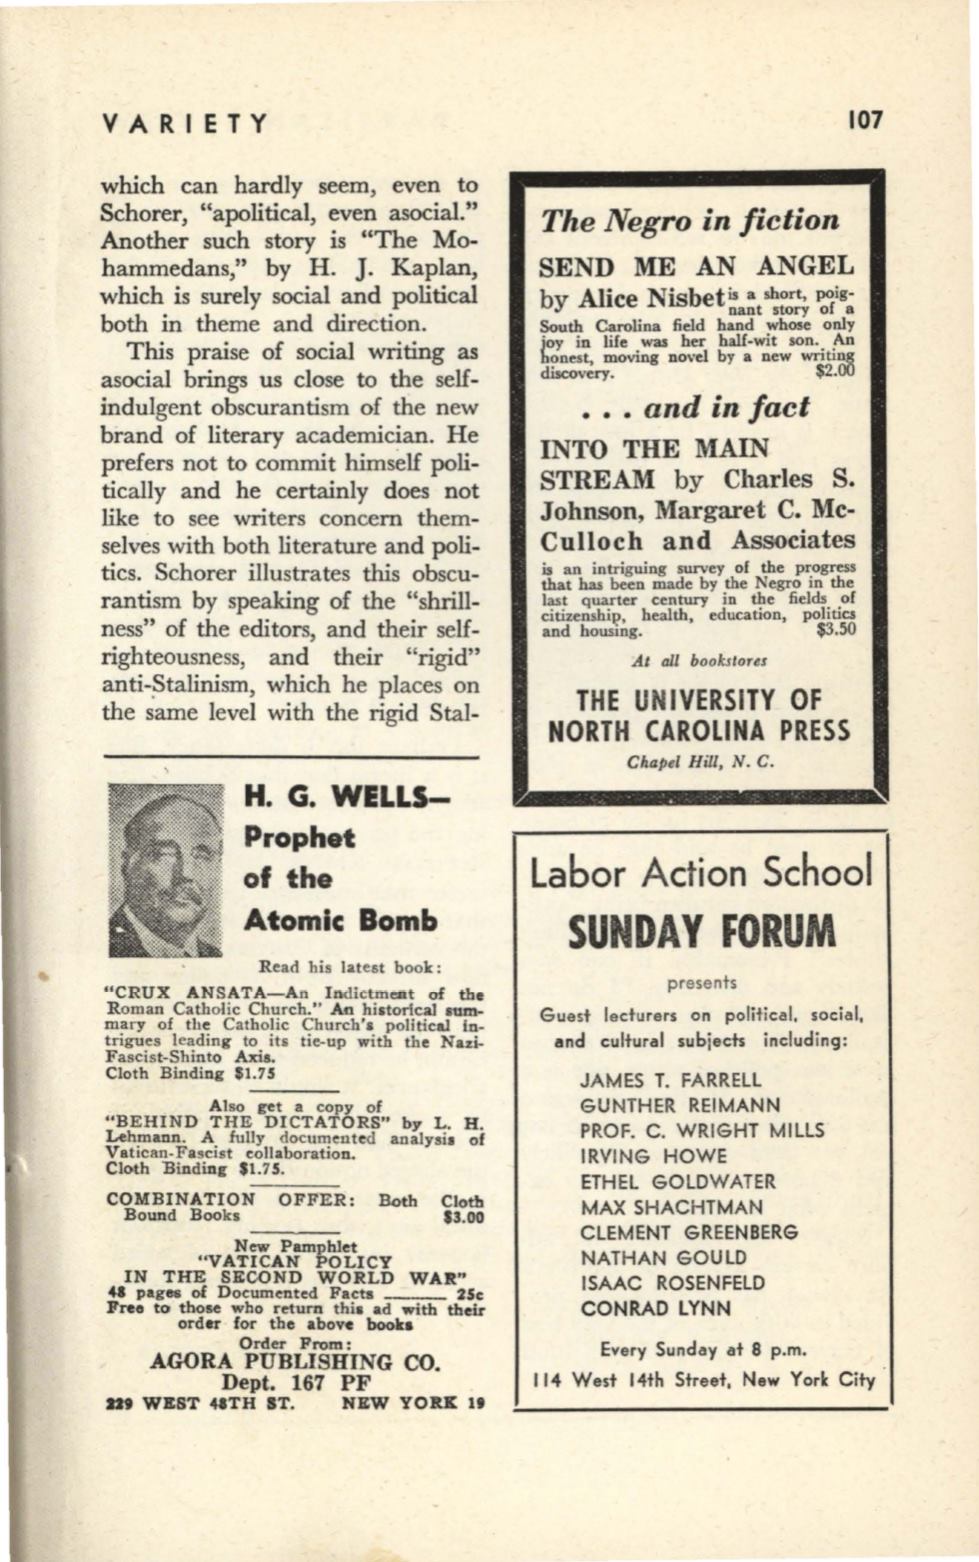 VARIETY
107
which can hardly seem, even to
Schorer, “apolitical, even asocial.”
Another such story is “The Mo-
hammedans,” by H. J. Kaplan,
which is surely social and political
both in theme and direction.
This praise of social writing as
asocial brings us close to the self-
indulgent obscurantism of the new
brand of literary academician. He
prefers not to commit himself poli-
tically and he certainly does not
like to see writers concern them-
selves with both literature and poli-
tics. Schorer illustrates this obscu-
rantism by speaking of the “shrill-
ness” of the editors, and their self-
righteousness, and their “rigid”
anti-Stalinism, which he places on
the same level with the rigid Stal-
H. G. WELLS—
Prophet
of the
Atomic Bomb
Read his latest book:
“CRUX ANSATA—An Indictment of the
Roman Catholic Church.” An historical sum-
mary of the Catholic Church’s political in-
trigues leading to its tie-up with the Nazi-
Fascist-Shinto Axis.
Cloth Binding $1.75
Also get a copy of
“BEHIND THE DICTATORS” by L. H.
Lehmann. A fully documented analysis of
Vatican-Fascist collaboration.
Cloth Binding $1.75.
COMBINATION OFFER: Both Cloth
Bound Books $3.00
New Pamphlet
“VATICAN POLICY
IN THE SECOND WORLD WAR”
48 pages of Documented Facts ______ 25c
Free to those who return this ad with their
order for the above books
Order From:
AGORA PUBLISHING CO.
Dept. 167 PF
229 WEST 48TH ST. NEW YORK 19
The Negro in fiction
SEND ME AN ANGEL
by Alice Nisbet is a short, poig-
nant story of a
South Carolina field hand whose only
joy in life was her half-wit son. An
honest, moving novel by a new writing
discovery. $2.00
. . . and in fact
INTO THE MAIN
STREAM by Charles S.
Johnson, Margaret C. Mc-
Culloch and Associates
is an intriguing survey of the progress
that has been made by the Negro in the
last quarter century in the fields of
citizenship, health, education, politics
and housing. $3.50
At all bookstores
THE UNIVERSITY OF
NORTH CAROLINA PRESS
Chapel Hill, N. C.
Labor Action School
SUNDAY FORUM
presents
Guest lecturers on political, social,
and cultural subjects including:
JAMES T. FARRELL
GUNTHER REIMANN
PROF. C. WRIGHT MILLS
IRVING HOWE
ETHEL GOLDWATER
MAX SHACHTMAN
CLEMENT GREENBERG
NATHAN GOULD
ISAAC ROSENFELD
CONRAD LYNN
Every Sunday at 8 p.m.
114 West 14th Street, New York City